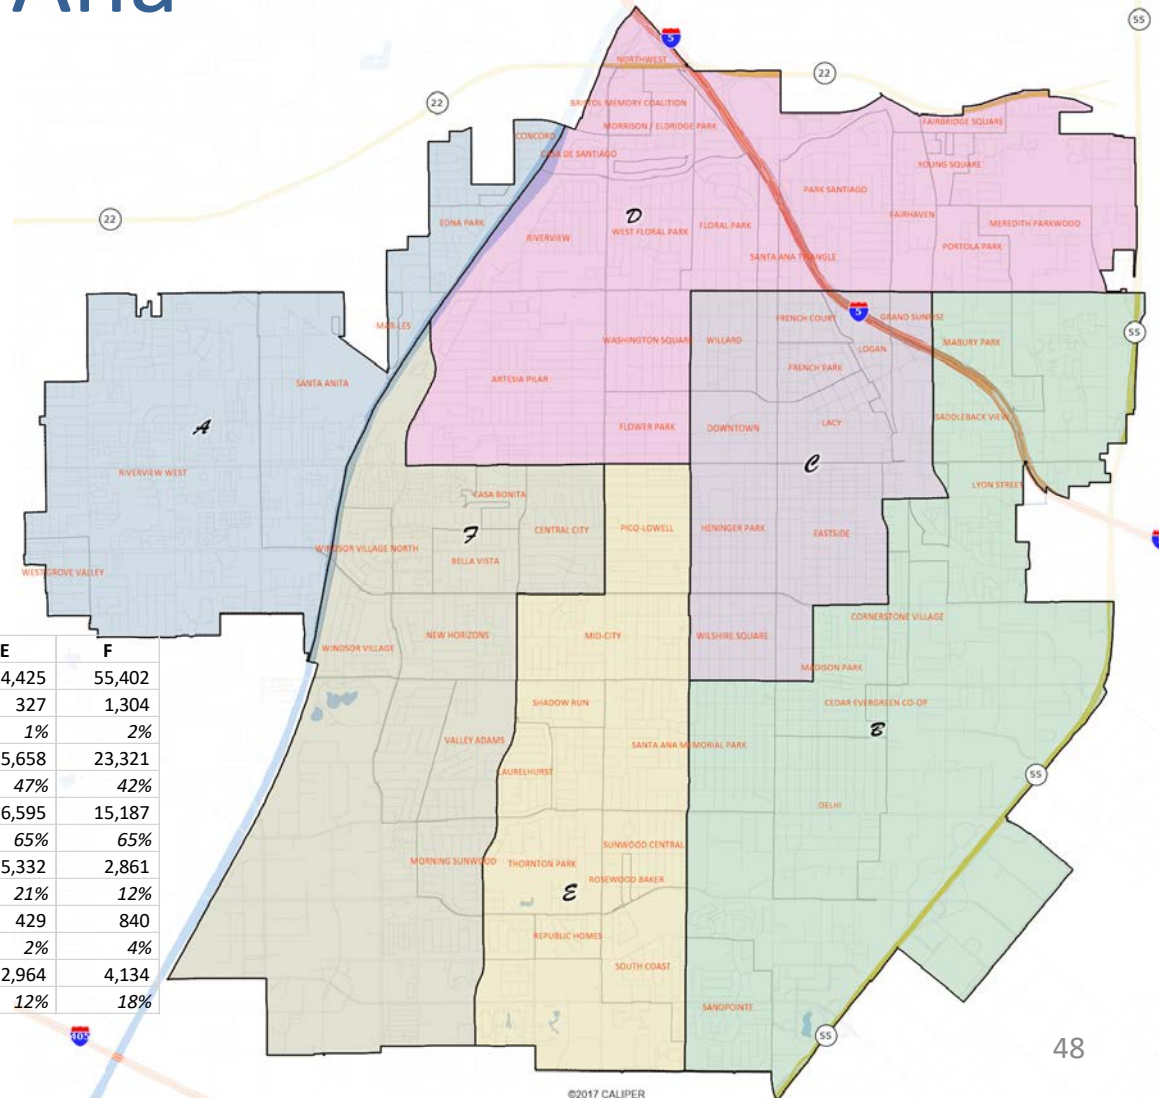 Ana
5
55
NORTHWEST
22
22
BRISTOL MEMORY COALITION
FAIRBRIDGE SQUARE
MORRISON / ELDRIDGE PARK
CONCORD
CASA DE SANTIAGO
YOUNG SQUARE
PARK SANTIAGO
22
EDNA PARK
D
FAIRHAVEN
MEREDITH PARKWOOD
RIVERVIEW
WEST FLORAL PARK
FLORAL PARK
PORTOLA PARK
SANTA ANA TRIANGLE
5
FRENCH COURT
GRAND SUNRISE
MAR-LES
55
WASHINGTON SQUARE
WILLARD
LOGAN
MABURY PARK
FRENCH PARK
SANTA ANITA
ARTESIA PILAR
A
FLOWER PARK
DOWNTOWN
LACY
SADDLEBACK VIEW
C
RIVERVIEW WEST
LYON STREET
CASA BONITA
F
CENTRAL CITY
PICO-LOWELL
HENINGER PARK
EASTSIDE
WINDSOR VILLAGE NORTH
BELLA VISTA
WEST GROVE VALLEY
CORNERSTONE VILLAGE
NEW HORIZONS
MID-CITY
WILSHIRE SQUARE
WINDSOR VILLAGE
MADISON PARK
SHADOW RUN
CEDAR EVERGREEN CO-OP
B
VALLEY ADAMS
SANTA ANA MEMORIAL PARK
LAURELHURST
55
DELHI
SUNWOOD CENTRAL
MORNING SUNWOOD
THORNTON PARK
ROSEWOOD BAKER
E
REPUBLIC HOMES
SOUTH COAST
SANDPOINTE
55
405
E F
4,425 55,402
327 1,304
1% 2%
5,658 23,321
47% 42%
6,595 15,187
65% 65%
5,332 2,861
21% 12%
429 840
2% 4%
2,964 4,134
12% 18%
48
©2017 CALIPER